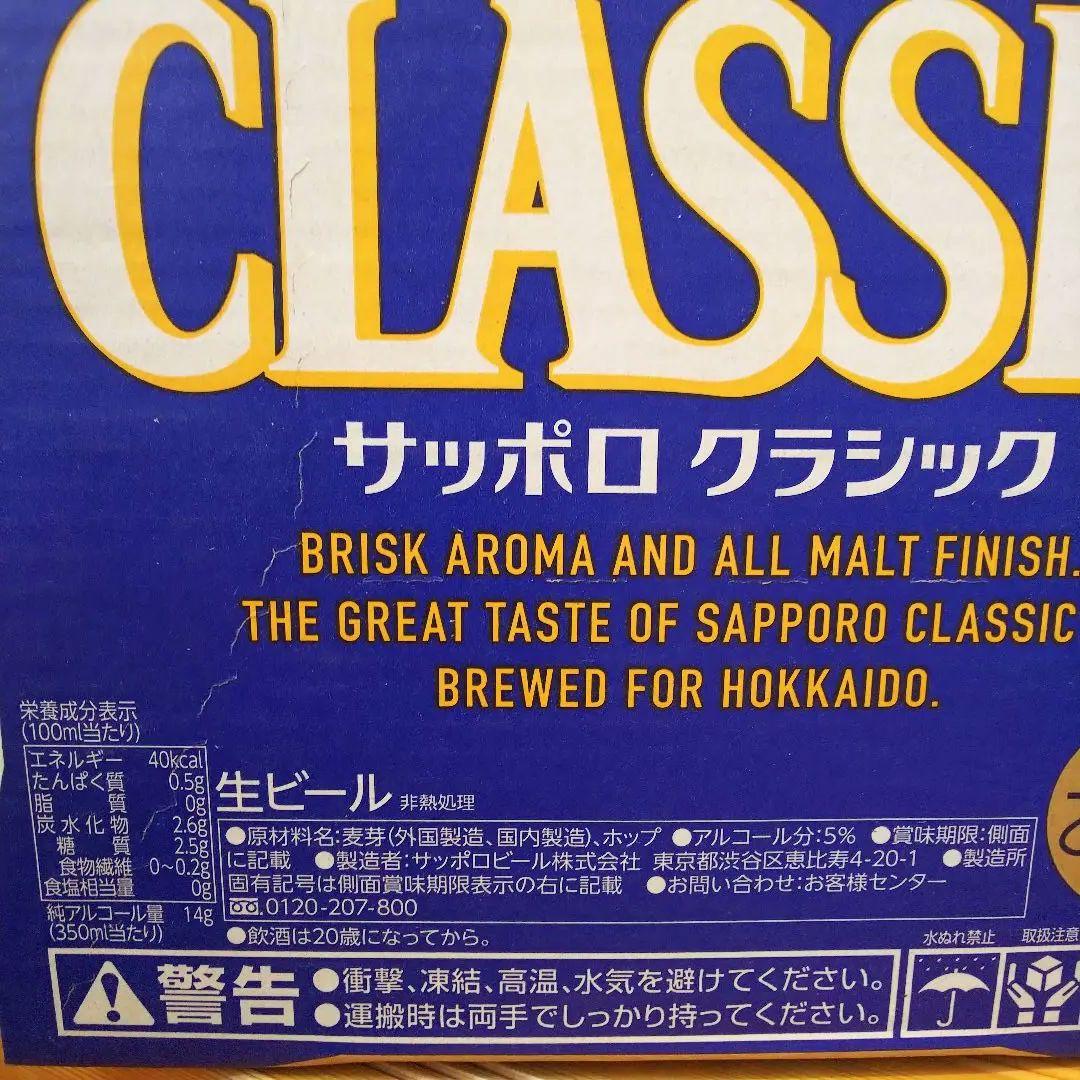 CLASSI
サッポロ クラシック
BRISK AROMA AND ALL MALT FINISH.
THE GREAT TASTE OF SAPPORO CLASSIC
BREWED FOR HOKKAIDO.
栄養成分表示
(100ml当たり)
エネルギー 40kcal
たんぱく質 0.5g
脂質 0g
炭水化物 2.6g
糖質 2.5g
食物繊維 0~0.2g
食塩相当量 0g
純アルコール量 14g
(350ml当たり)
生ビール 非熱処理
●原材料名:麦芽(外国製造、国内製造)、ホップ ●アルコール分:5% ●賞味期限:側面
に記載 ●製造者:サッポロビール株式会社 東京都渋谷区恵比寿4-20-1 ●製造所
固有記号は側面賞味期限表示の右に記載 ●お問い合わせ:お客様センター
0120-207-800
●飲酒は20歳になってから。
警告
●衝撃、凍結、高温、水気を避けてください。
●運搬時は両手でしっかり持ってください。
水ぬれ禁止
取扱注意